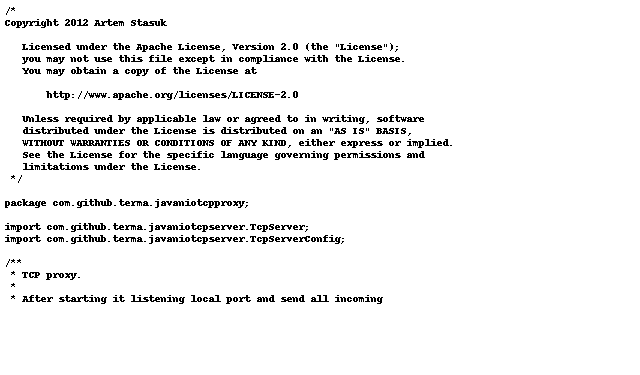 /*
Copyright 2012 Artem Stasuk

   Licensed under the Apache License, Version 2.0 (the "License");
   you may not use this file except in compliance with the License.
   You may obtain a copy of the License at

       http://www.apache.org/licenses/LICENSE-2.0

   Unless required by applicable law or agreed to in writing, software
   distributed under the License is distributed on an "AS IS" BASIS,
   WITHOUT WARRANTIES OR CONDITIONS OF ANY KIND, either express or implied.
   See the License for the specific language governing permissions and
   limitations under the License.
 */

package com.github.terma.javaniotcpproxy;

import com.github.terma.javaniotcpserver.TcpServer;
import com.github.terma.javaniotcpserver.TcpServerConfig;

/**
 * TCP proxy.
 *
 * After starting it listening local port and send all incoming